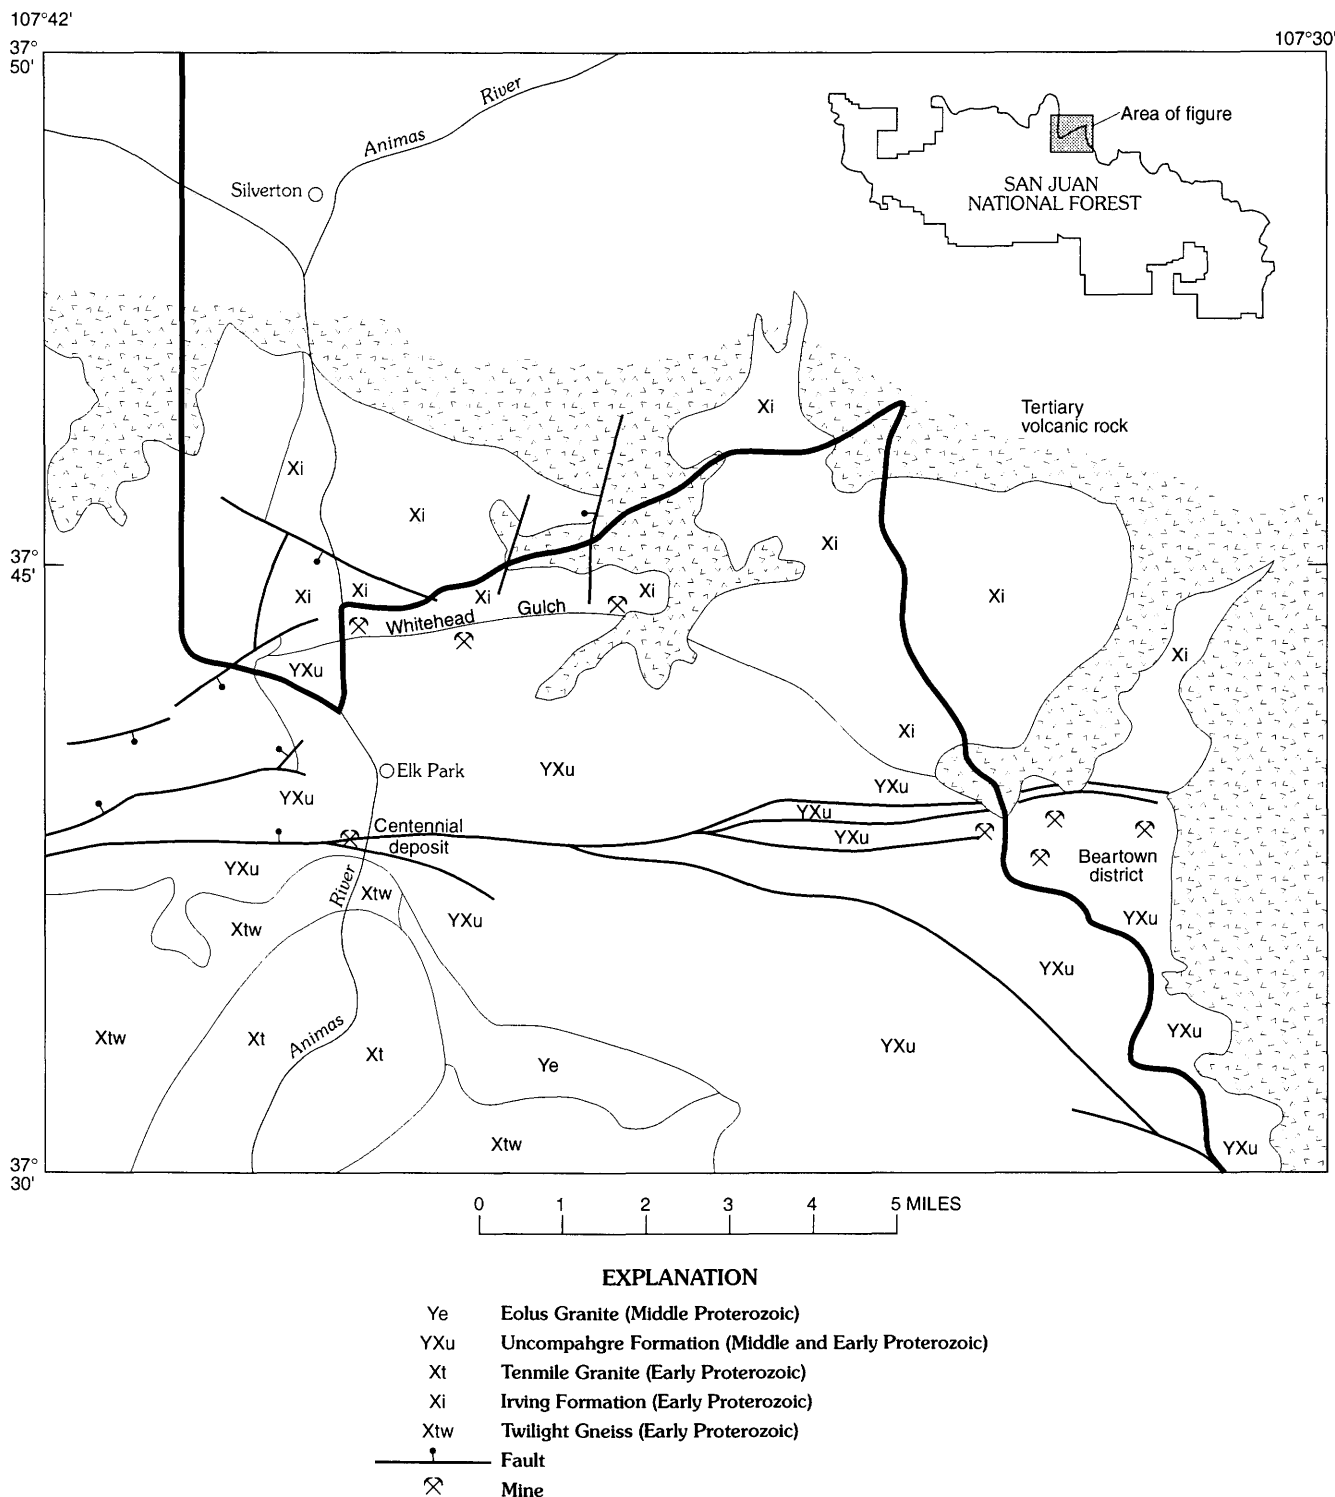 107°42'
37°
50'
107°30'
River
Animas
Silverton
Area of figure
SAN JUAN
NATIONAL FOREST
Xi
Tertiary
volcanic rock
Xi
Xi
Xi
37°
45'
Xi
Xi
Xi
Xi
Xi
Whitehead
Gulch
YXu
Xi
Xi
Elk Park
YXu
YXu
YXu
YXu
Centennial
deposit
YXu
Beartown
district
YXu
River
Xtw
YXu
YXu
Xtw
YXu
Xtw
Xt
Animas
Xt
Ye
YXu
YXu
Xtw
YXu
37°
30'
0 1 2 3 4 5 MILES
EXPLANATION
Ye Eolus Granite (Middle Proterozoic)
YXu Uncompahgre Formation (Middle and Early Proterozoic)
Xt Tenmile Granite (Early Proterozoic)
Xi Irving Formation (Early Proterozoic)
Xtw Twilight Gneiss (Early Proterozoic)
Fault
Mine